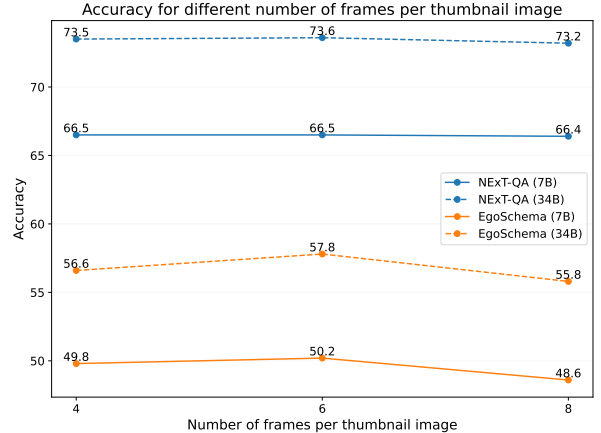 Accuracy for different number of frames per thumbnail image
73.5
73.6
73.2
70
66.5
66.5
66.4
65
NExT-QA (7B)
NExT-QA (34B)
EgoSchema (7B)
EgoSchema (34B)
Accuracy
60
57.8
56.6
55.8
55
50.2
49.8
48.6
50
4
6
8
Number of frames per thumbnail image